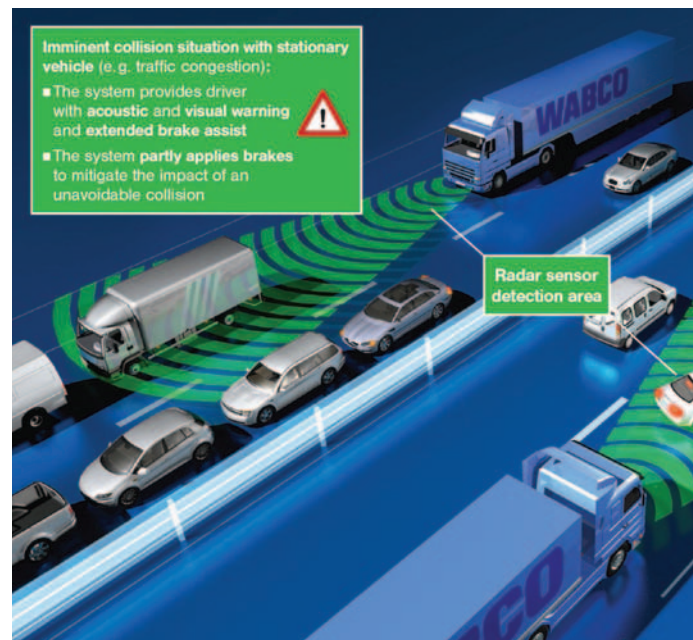 Imminent collision situation with stationary
vehicle (e. g. traffic congestion):
■ The system provides driver
with acoustic and visual warning
and extended brake assist
■ The system partly applies brakes
to mitigate the impact of an
unavoidable collision
!
WABCO
Radar sensor
detection area
WABCO